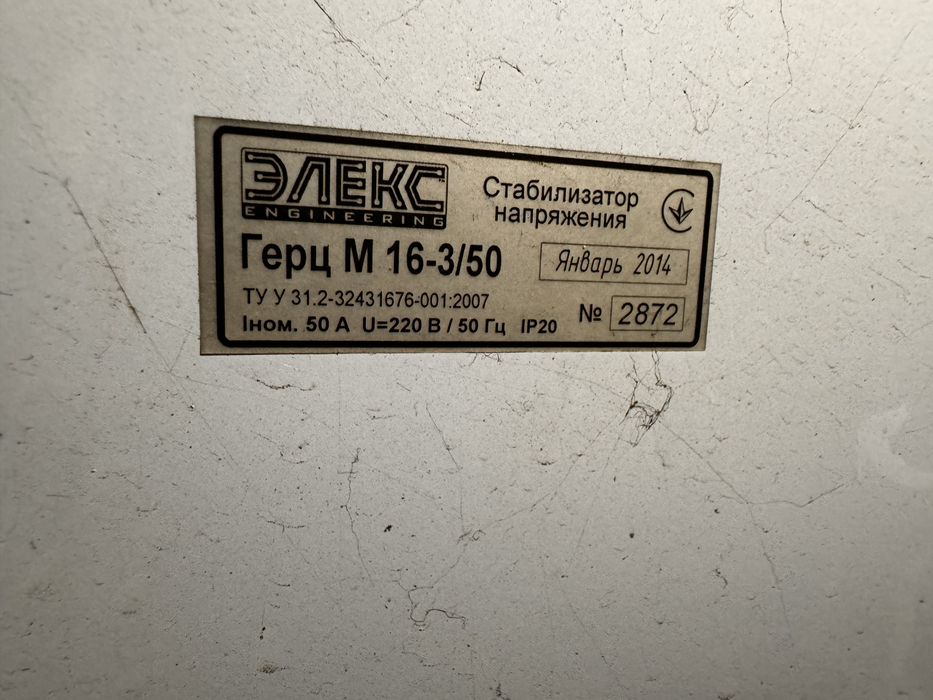 ЭЛЕКС
ENGINEERING
Стабилизатор
напряжения
Герц М 16-3/50
Январь 2014
ТУ У 31.2-32431676-001:2007
№ 2872
Iном. 50 А U=220 В / 50 Гц IP20